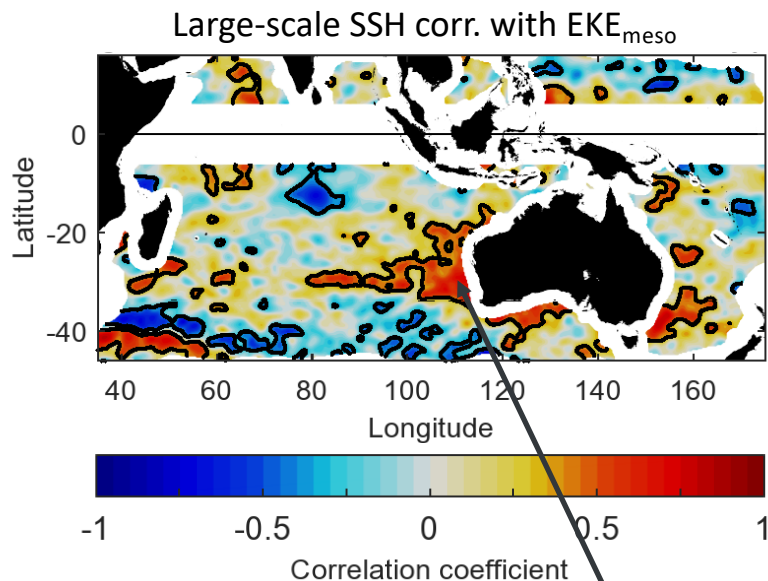 Large-scale SSH corr. with EKEmeso
0
-20
-40
Latitude
40 60 80 100 120 140 160
Longitude
-1 -0.5 0 0.5 1
Correlation coefficient